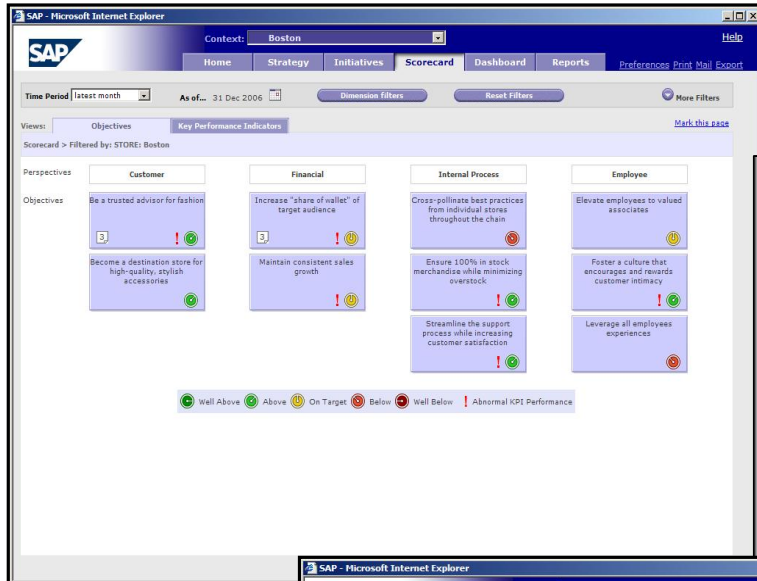 SAP - Microsoft Internet Explorer
SAP
Context: Boston
Help
Home Strategy Initiatives Scorecard Dashboard Reports
Preferences Print Mail Export
Time Period latest month As of... 31 Dec 2006 Dimension filters Reset Filters More Filters
Views: Objectives Key Performance Indicators
Mark this page
Scorecard > Filtered by: STORE: Boston
Perspectives Customer Financial Internal Process Employee
Objectives
Be a trusted advisor for fashion
3
!
Increase "share of wallet" of
target audience
3
!
Cross-pollinate best practices
from individual stores
throughout the chain
Elevate employees to valued
associates
Become a destination store for
high-quality, stylish
accessories
Maintain consistent sales
growth
!
Ensure 100% in stock
merchandise while minimizing
overstock
!
Foster a culture that
encourages and rewards
customer intimacy
!
Streamline the support
process while increasing
customer satisfaction
!
Leverage all employees
experiences
Well Above Above On Target Below Well Below ! Abnormal KPI Performance
SAP - Microsoft Internet Explorer